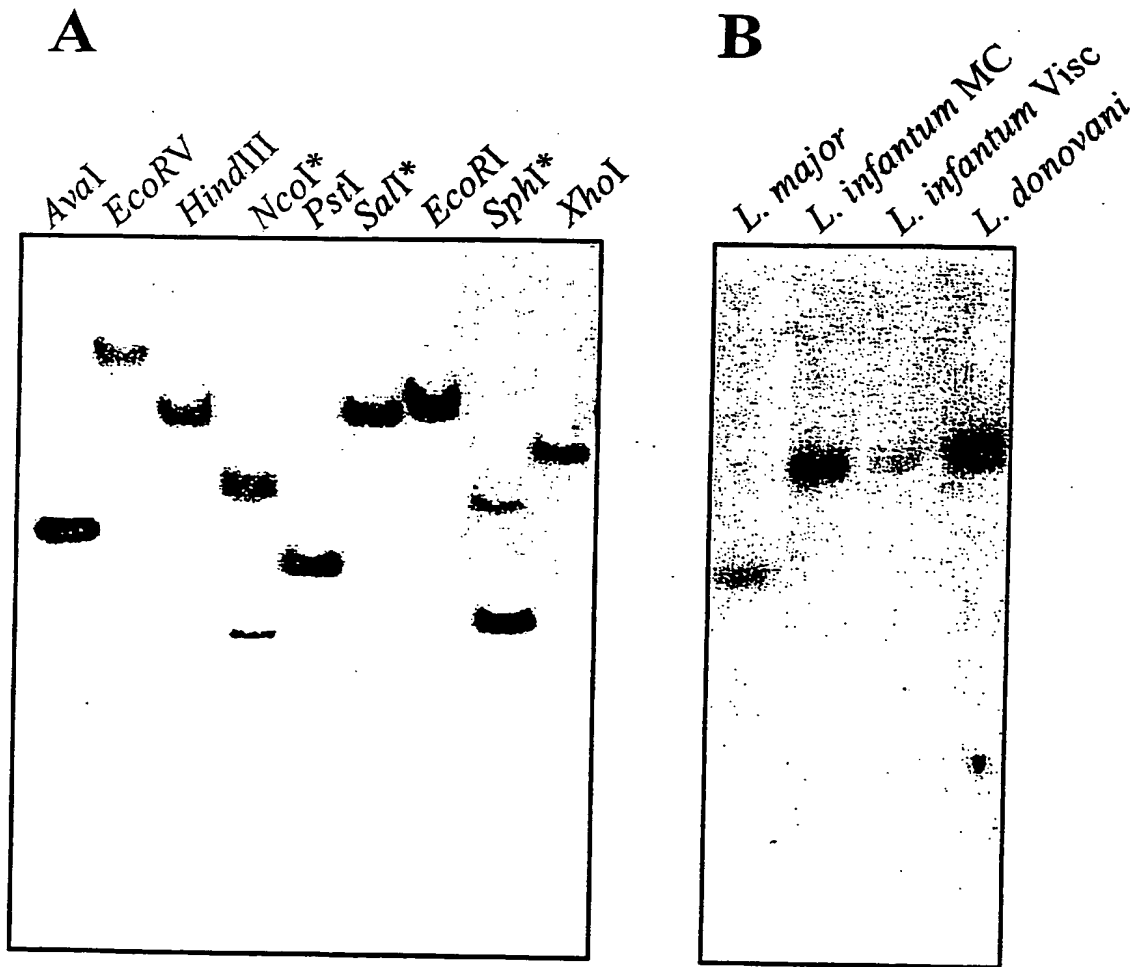 A
B
AvaI
EcoRV
HindIII
NcoI*
PstI
SalI*
EcoRI
SphI*
XhoI
L. major
L. infantum MC
L. infantum Visc
L. donovani